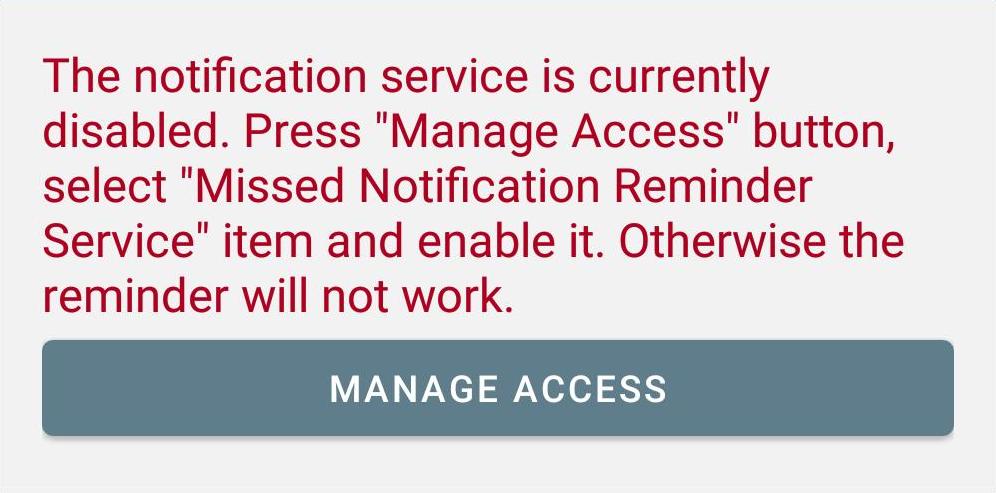 The notification service is currently
disabled. Press "Manage Access" button,
select "Missed Notification Reminder
Service" item and enable it. Otherwise the
reminder will not work.
MANAGE ACCESS